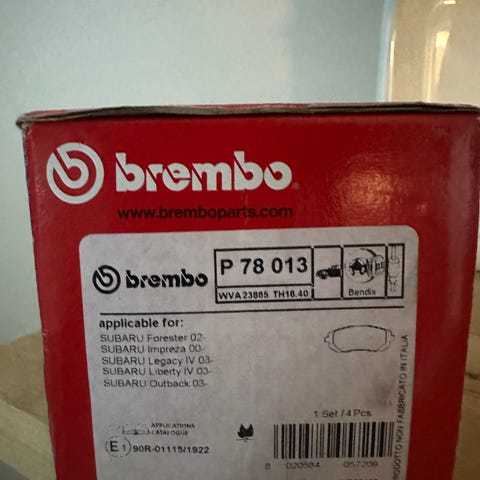 brembo
www.bremboparts.com
brembo
P 78 013
WVA 23865 TH16.40
Bendix
applicable for:
SUBARU Forester 02-
SUBARU Impreza 00-
SUBARU Legacy IV 03-
SUBARU Liberty IV 03-
SUBARU Outback 03-
1 Set / 4 Pcs.
APPLICATIONS
CATALOGUE
E1 90R-01115/1922
8 020584 057209
PRODOTTO NON FABBRICATO IN ITALIA